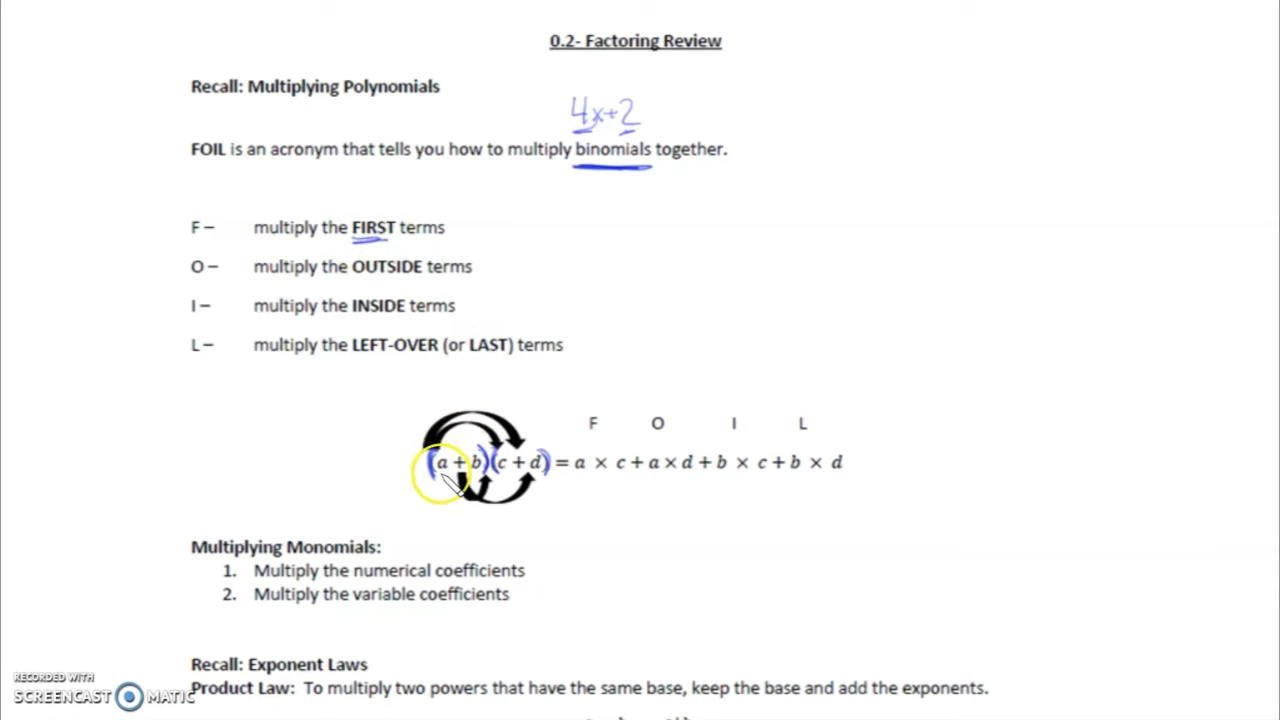 0.2- Factoring Review
Recall: Multiplying Polynomials
4x+2
FOIL is an acronym that tells you how to multiply binomials together.
F – multiply the FIRST terms
O – multiply the OUTSIDE terms
I – multiply the INSIDE terms
L – multiply the LEFT-OVER (or LAST) terms
F O I L
(a + b)(c + d) = a × c + a × d + b × c + b × d
Multiplying Monomials:
1. Multiply the numerical coefficients
2. Multiply the variable coefficients
Recall: Exponent Laws
Product Law: To multiply two powers that have the same base, keep the base and add the exponents.
RECORDED WITH
SCREENCAST MATIC